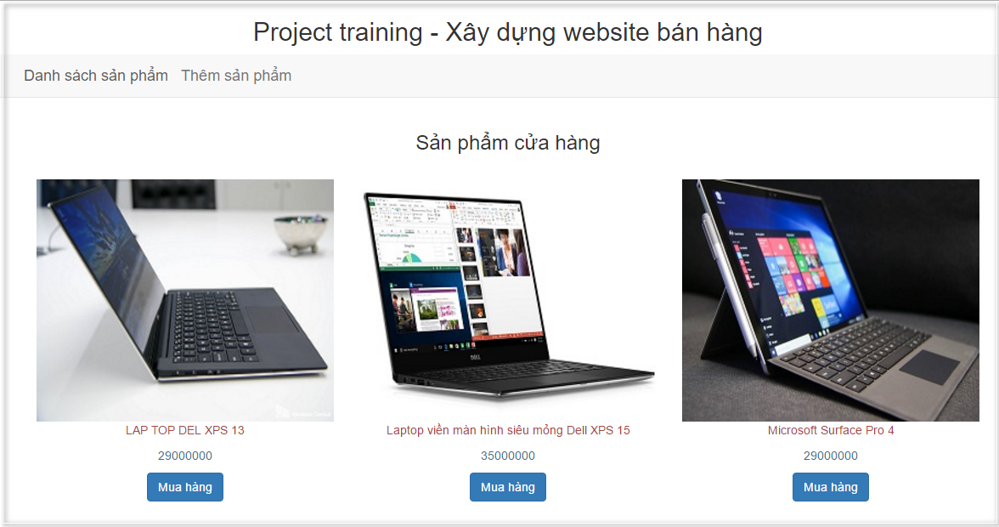 Project training - Xây dựng website bán hàng
Danh sách sản phẩm Thêm sản phẩm
Sản phẩm cửa hàng
DELL
LAP TOP DEL XPS 13
Laptop viền màn hình siêu mỏng Dell XPS 15
Microsoft Surface Pro 4
29000000
35000000
29000000
Mua hàng
Mua hàng
Mua hàng